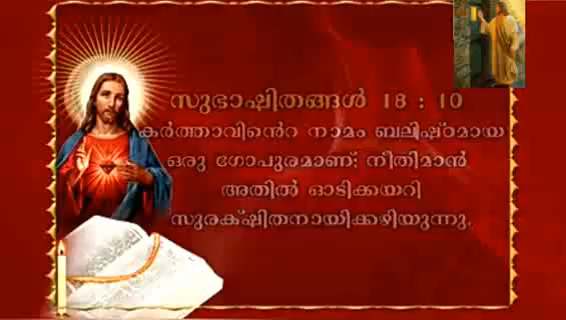 സുഭാഷിതങ്ങൾ 18 : 10
കർത്താവിൻെറ നാമം ബലിഷ്ഠമായ
ഒരു ഗോപുരമാണ്; നീതിമാൻ
അതിൽ ഓടിക്കയറി
സുരക്ഷിതനായിക്കഴിയുന്നു.